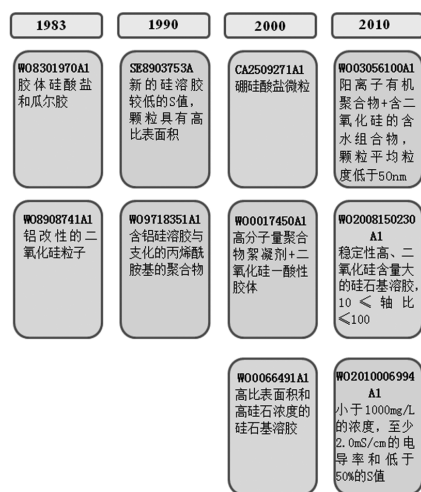 1983
1990
2000
2010
WO8301970A1
胶体硅酸盐
和瓜尔胶
SE8903753A
新的硅溶胶
较低的S值，
颗粒具有高
比表面积
CA2509271A1
硼硅酸盐微粒
WO03056100A1
阳离子有机
聚合物+含二
氧化硅的含
水组合物，
颗粒平均粒
度低于50nm
WO8908741A1
铝改性的二
氧化硅粒子
WO9718351A1
含铝硅溶胶与
支化的丙烯酰
胺基的聚合物
WO0017450A1
高分子量聚合
物絮凝剂+二
氧化硅一酸性
胶体
WO2008150230
A1
稳定性高、二
氧化硅含量大
的硅石基溶胶，
10 ≤ 轴比
≤100
WO0066491A1
高比表面积和
高硅石浓度的
硅石基溶胶
WO2010006994
A1
小于1000mg/L
的浓度，至少
2.0mS/cm的电
导率和低于
50%的S值